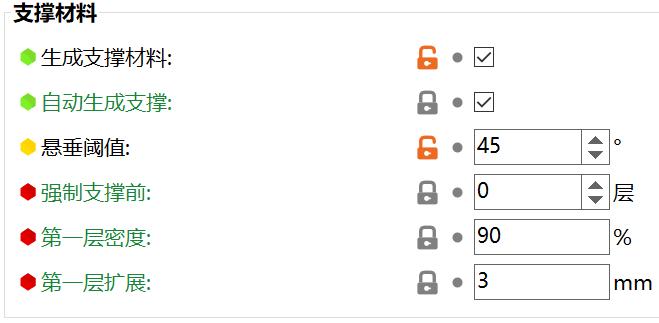 支撑材料
生成支撑材料:
自动生成支撑:
悬垂阈值: 45 °
强制支撑前: 0 层
第一层密度: 90 %
第一层扩展: 3 mm